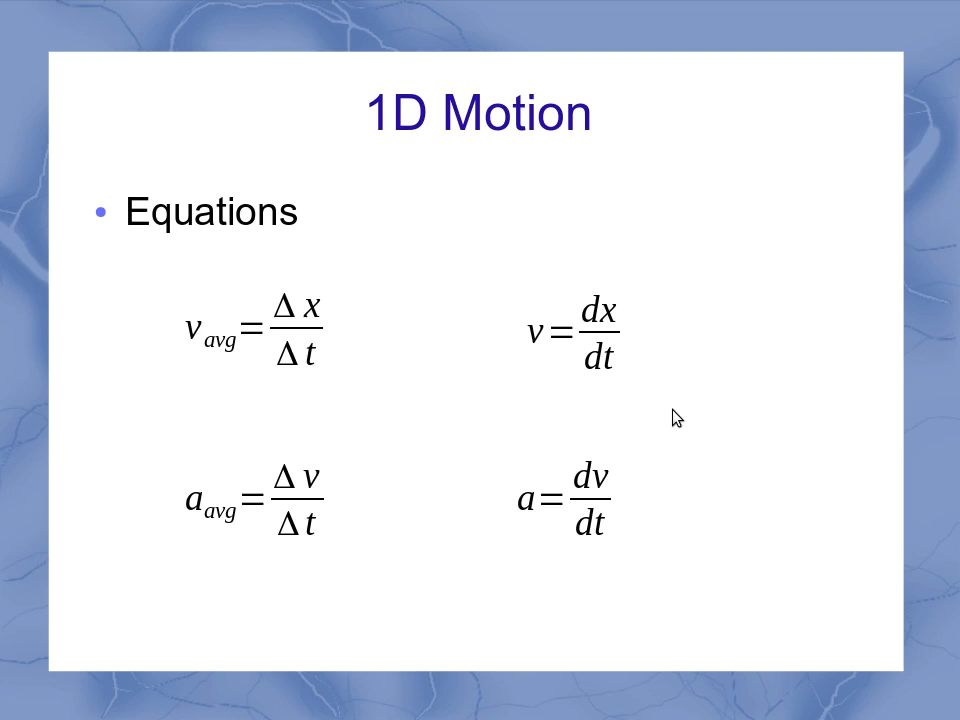 1D Motion
• Equations
v_avg = Δx/Δt
v = dx/dt
a_avg = Δv/Δt
a = dv/dt